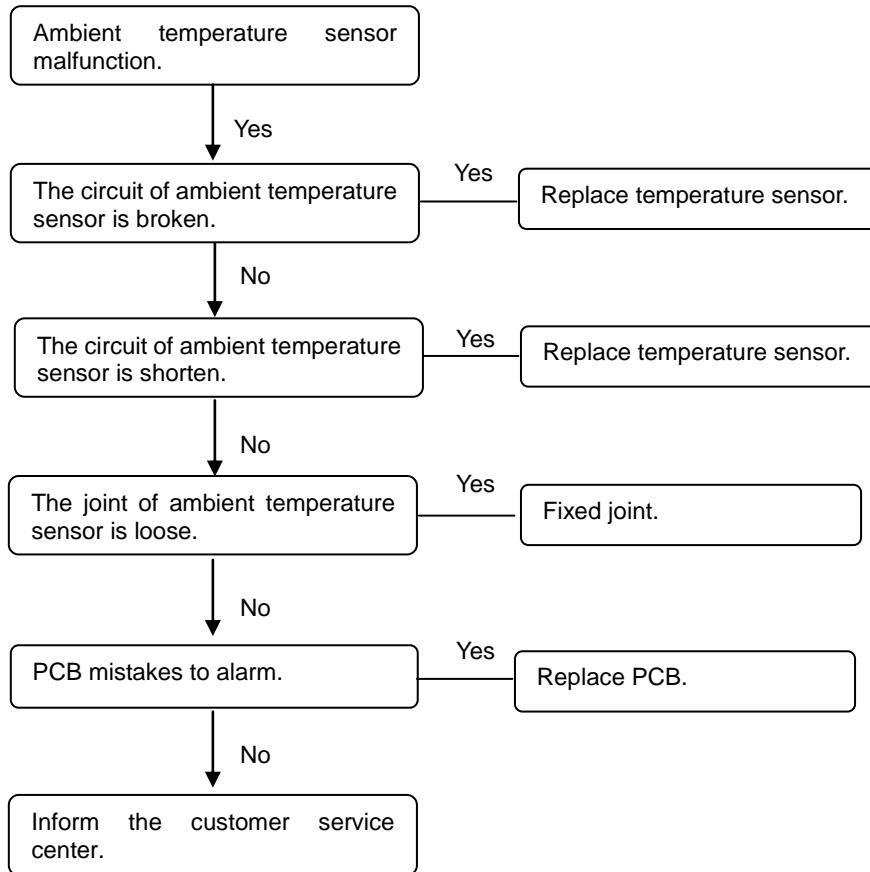 Ambient temperature sensor
malfunction.
Yes
The circuit of ambient temperature
sensor is broken.
Yes
Replace temperature sensor.
No
The circuit of ambient temperature
sensor is shorten.
Yes
Replace temperature sensor.
No
The joint of ambient temperature
sensor is loose.
Yes
Fixed joint.
No
PCB mistakes to alarm.
Yes
Replace PCB.
No
Inform the customer service
center.